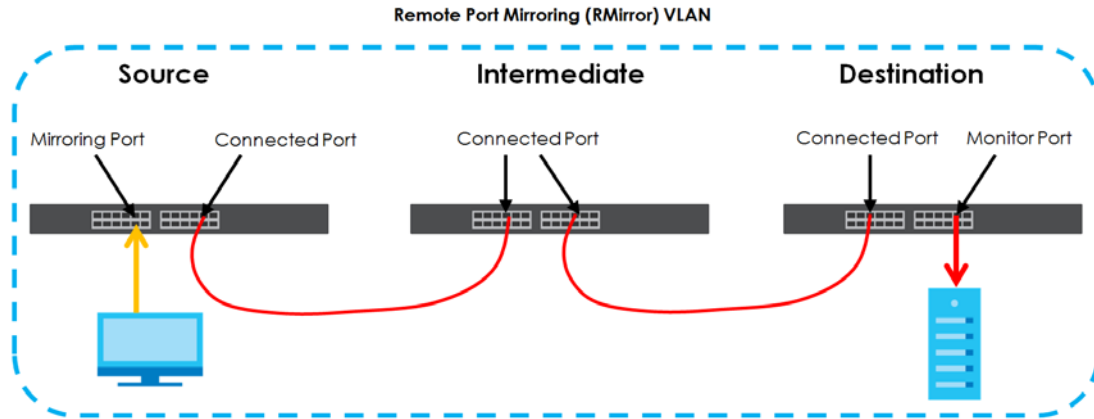 Remote Port Mirroring (RMirror) VLAN
Source
Intermediate
Destination
Mirroring Port
Connected Port
Connected Port
Connected Port
Monitor Port